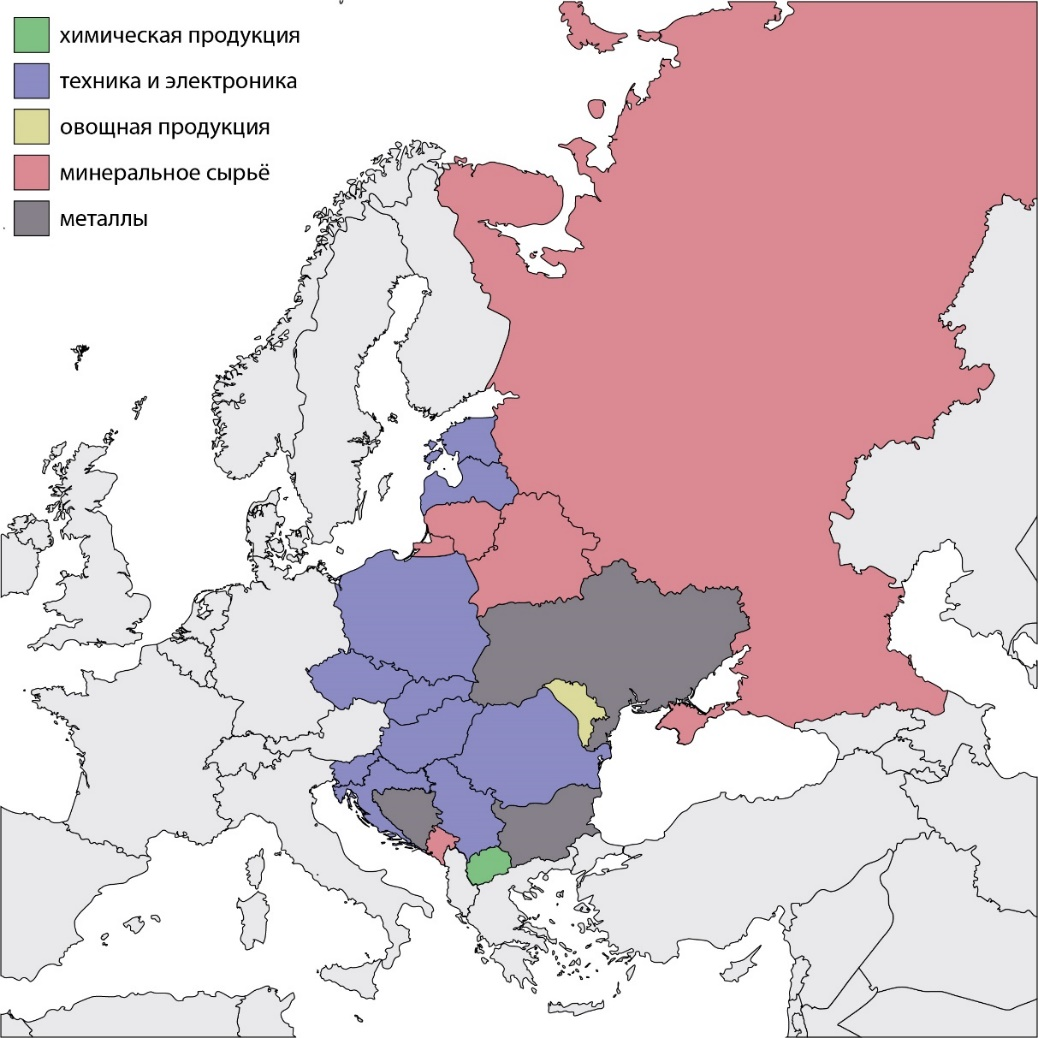 химическая продукция
техника и электроника
овощная продукция
минеральное сырьё
металлы